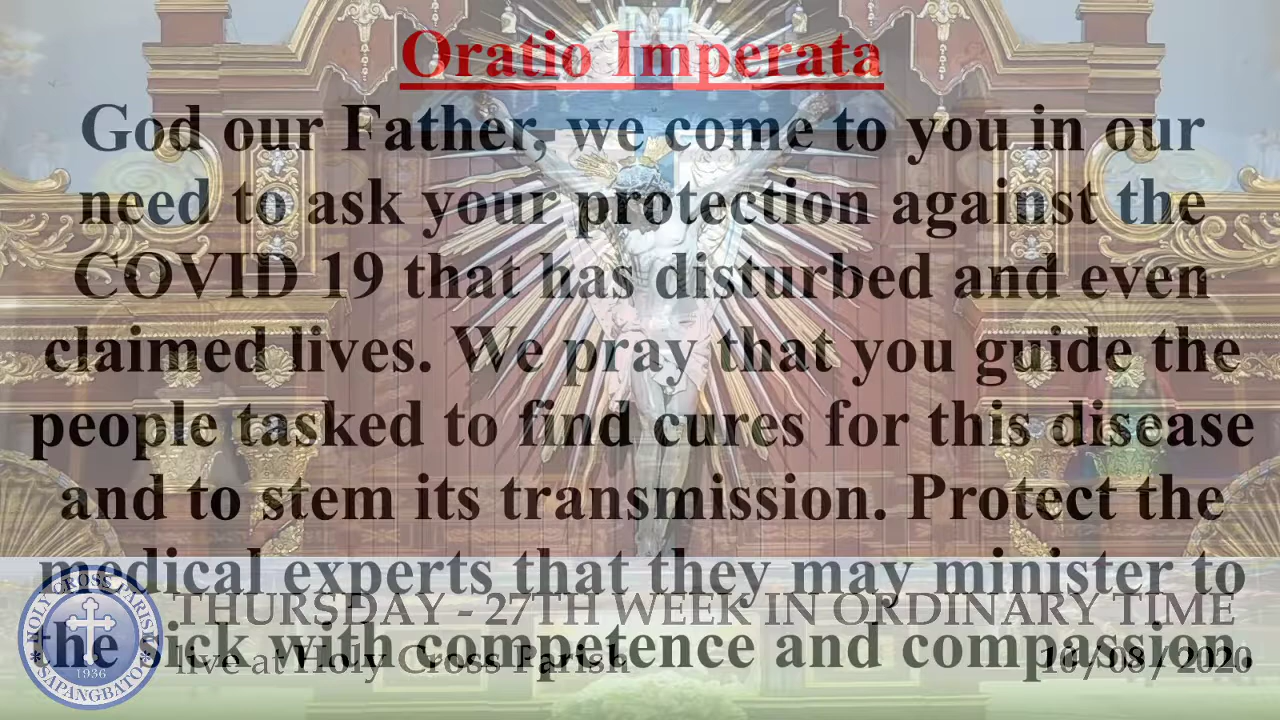 Oratio Imperata
God our Father, we come to you in our
need to ask your protection against the
COVID 19 that has disturbed and even
claimed lives. We pray that you guide the
people tasked to find cures for this disease
and to stem its transmission. Protect the
medical experts that they may minister to
the sick with competence and compassion.
THURSDAY - 27TH WEEK IN ORDINARY TIME
live at Holy Cross Parish
10 / 08 / 2020
HOLY CROSS PARISH
SAPANGBATO
1936